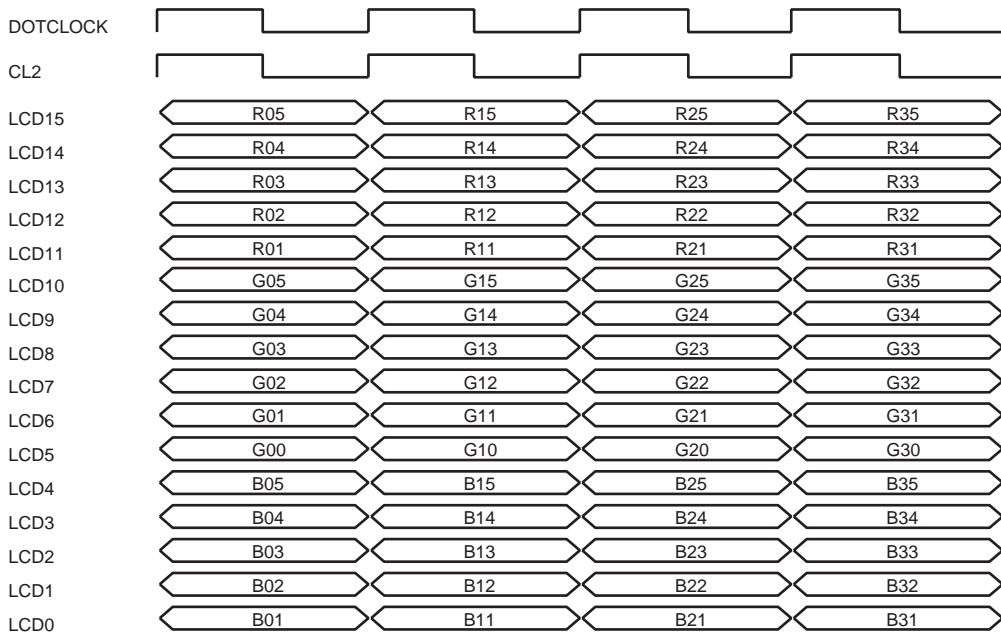 DOTCLOCK
CL2
LCD15 R05 R15 R25 R35
LCD14 R04 R14 R24 R34
LCD13 R03 R13 R23 R33
LCD12 R02 R12 R22 R32
LCD11 R01 R11 R21 R31
LCD10 G05 G15 G25 G35
LCD9 G04 G14 G24 G34
LCD8 G03 G13 G23 G33
LCD7 G02 G12 G22 G32
LCD6 G01 G11 G21 G31
LCD5 G00 G10 G20 G30
LCD4 B05 B15 B25 B35
LCD3 B04 B14 B24 B34
LCD2 B03 B13 B23 B33
LCD1 B02 B12 B22 B32
LCD0 B01 B11 B21 B31